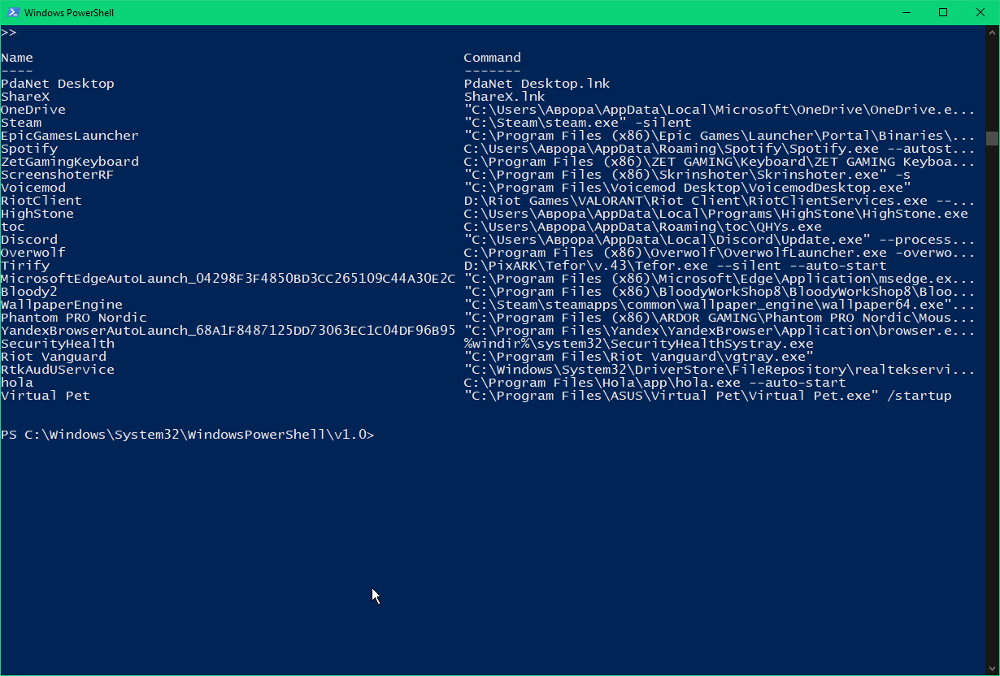 Windows PowerShell
>>
Name Command
---- -------
PdaNet Desktop PdaNet Desktop.lnk
ShareX ShareX.lnk
OneDrive "C:\Users\Аврора\AppData\Local\Microsoft\OneDrive\OneDrive.e...
Steam "C:\Steam\steam.exe" -silent
EpicGamesLauncher "C:\Program Files (x86)\Epic Games\Launcher\Portal\Binaries\...
Spotify C:\Users\Аврора\AppData\Roaming\Spotify\Spotify.exe --autost...
ZetGamingKeyboard C:\Program Files (x86)\ZET GAMING\Keyboard\ZET GAMING Keyboa...
ScreenshoterRF "C:\Program Files (x86)\Skrinshoter\Skrinshoter.exe" -s
Voicemod "C:\Program Files\Voicemod Desktop\VoicemodDesktop.exe"
RiotClient D:\Riot Games\VALORANT\Riot Client\RiotClientServices.exe --...
HighStone C:\Users\Аврора\AppData\Local\Programs\HighStone\HighStone.exe
toc C:\Users\Аврора\AppData\Roaming\toc\QHYs.exe
Discord "C:\Users\Аврора\AppData\Local\Discord\Update.exe" --process...
Overwolf C:\Program Files (x86)\Overwolf\OverwolfLauncher.exe -overwo...
Tirify D:\PixARK\Tefor\v.43\Tefor.exe --silent --auto-start
MicrosoftEdgeAutoLaunch_04298F3F4850BD3CC265109C44A30E2C "C:\Program Files (x86)\Microsoft\Edge\Application\msedge.ex...
Bloody2 "C:\Program Files (x86)\BloodyWorkShop8\BloodyWorkShop8\Bloo...
WallpaperEngine "C:\Steam\steamapps\common\wallpaper_engine\wallpaper64.exe"...
Phantom PRO Nordic "C:\Program Files (x86)\ARDOR GAMING\Phantom PRO Nordic\Mous...
YandexBrowserAutoLaunch_68A1F8487125DD73063EC1C04DF96B95 "C:\Program Files\Yandex\YandexBrowser\Application\browser.e...
SecurityHealth %windir%\system32\SecurityHealthSystray.exe
Riot Vanguard "C:\Program Files\Riot Vanguard\vgtray.exe"
RtkAudUService "C:\Windows\System32\DriverStore\FileRepository\realtekservi...
hola C:\Program Files\Hola\app\hola.exe --auto-start
Virtual Pet "C:\Program Files\ASUS\Virtual Pet\Virtual Pet.exe" /startup
PS C:\Windows\System32\WindowsPowerShell\v1.0>